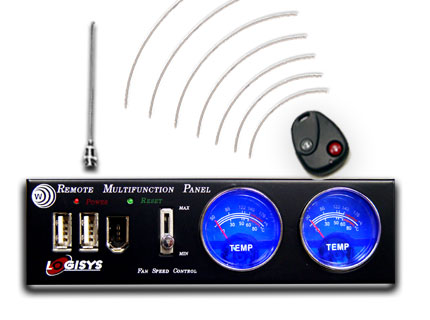 W
REMOTE MULTIFUNCTION PANEL
POWER RESET
MAX
MIN
FAN SPEED CONTROL
LOGISYS
TEMP
TEMP